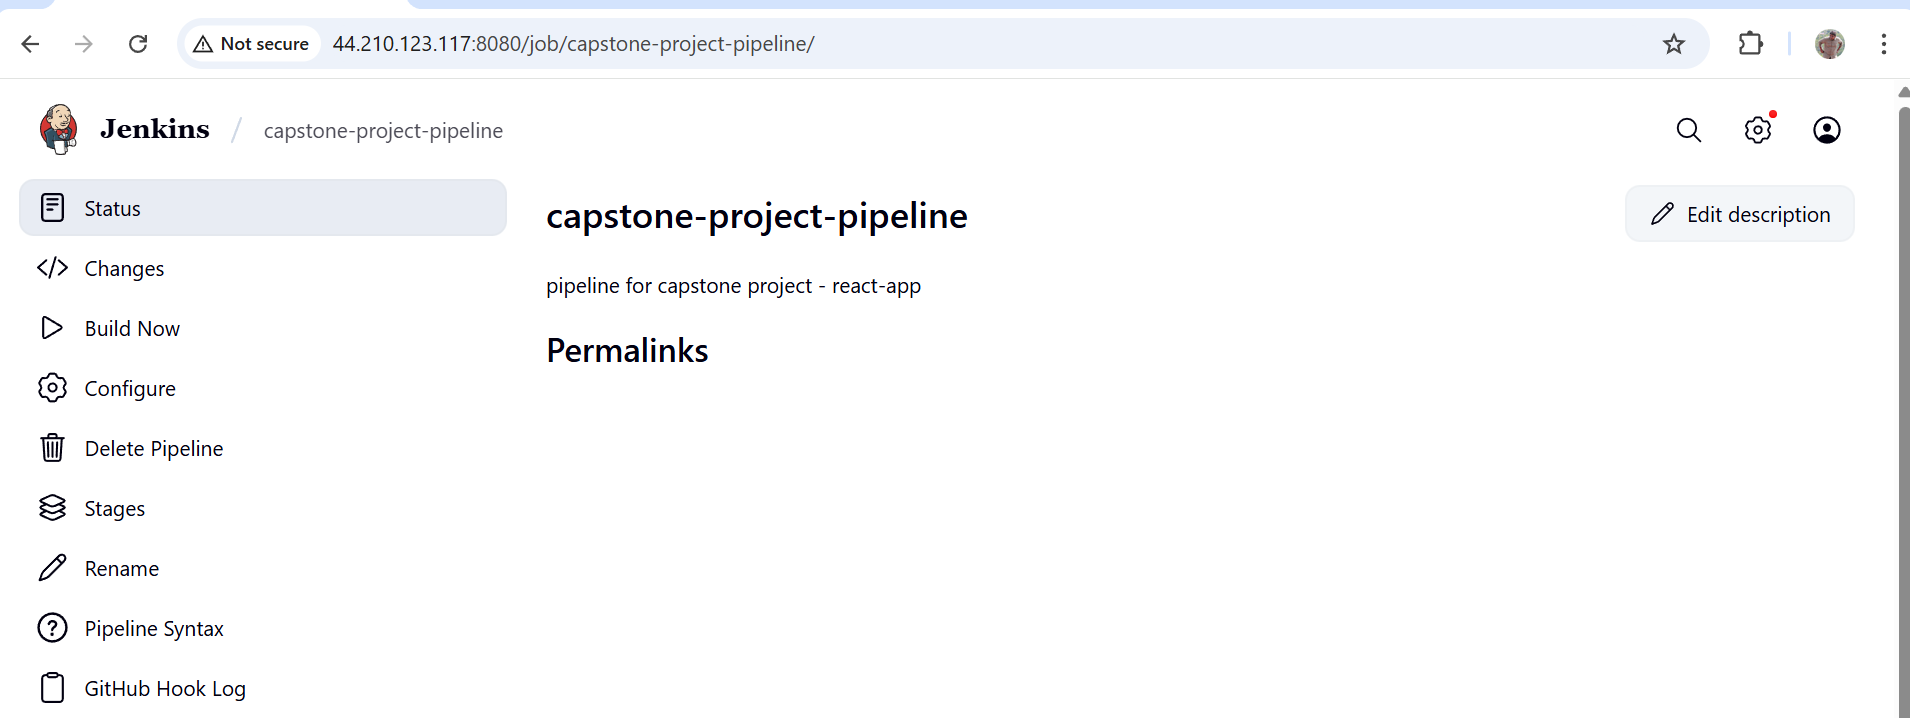 Not secure 44.210.123.117:8080/job/capstone-project-pipeline/
Jenkins / capstone-project-pipeline
Status
Changes
Build Now
Configure
Delete Pipeline
Stages
Rename
Pipeline Syntax
GitHub Hook Log
capstone-project-pipeline
Edit description
pipeline for capstone project - react-app
Permalinks